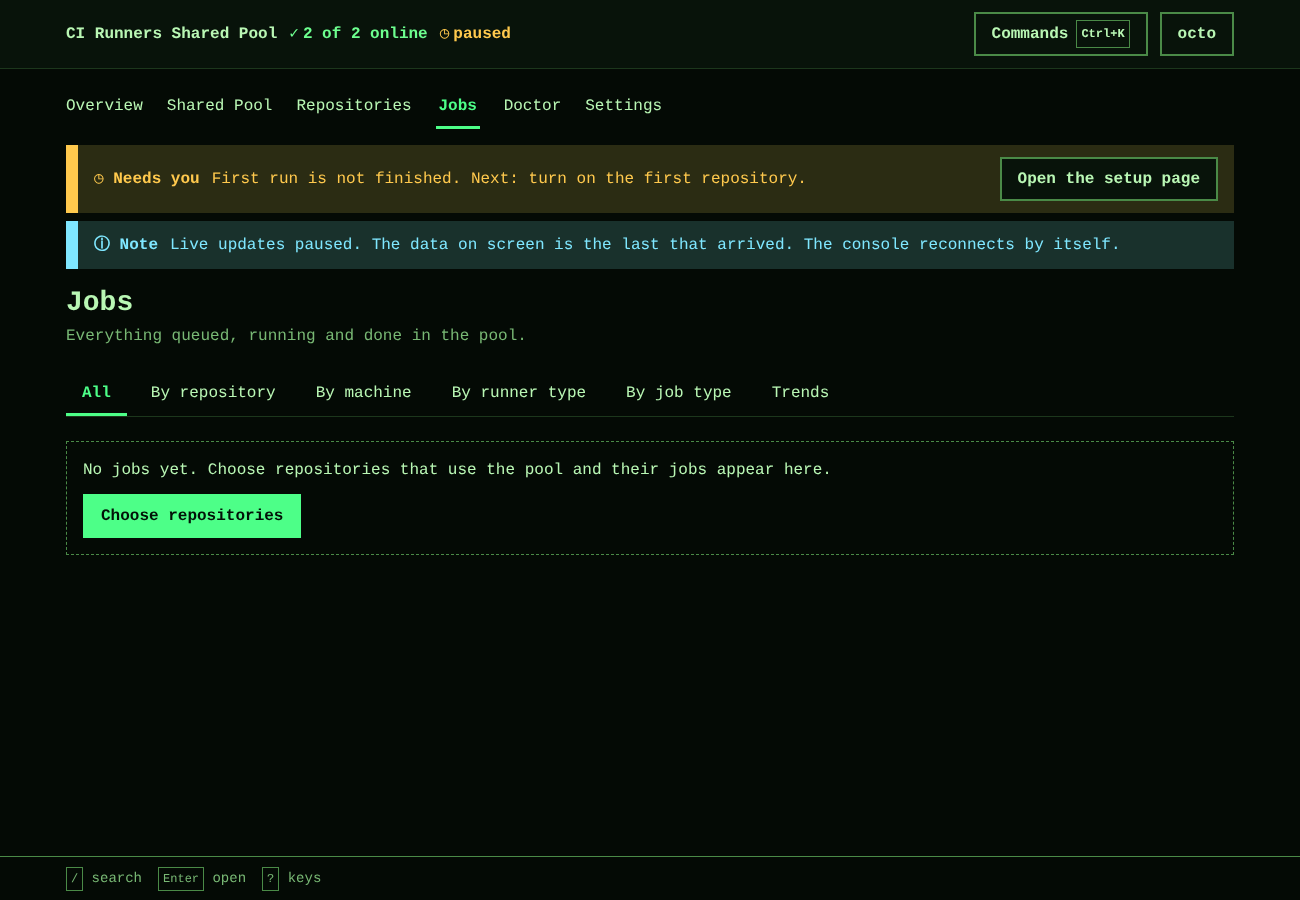 CI Runners Shared Pool ✓ 2 of 2 online ◷ paused Commands Ctrl+K octo
Overview Shared Pool Repositories Jobs Doctor Settings
◷ Needs you First run is not finished. Next: turn on the first repository. Open the setup page
ⓘ Note Live updates paused. The data on screen is the last that arrived. The console reconnects by itself.
Jobs
Everything queued, running and done in the pool.
All By repository By machine By runner type By job type Trends
No jobs yet. Choose repositories that use the pool and their jobs appear here.
Choose repositories
/ search Enter open ? keys